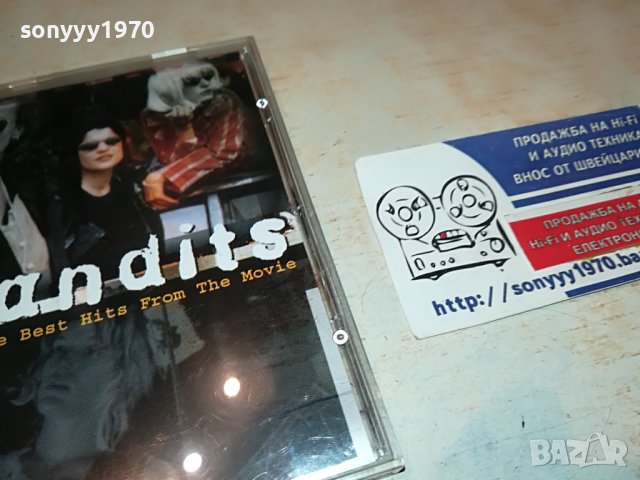 sonyyy1970
andits
e Best Hits From The Movie
ПРОДАЖБА НА Hi-Fi
И АУДИО ТЕХНИКА
ВНОС ОТ ШВЕЙЦАРИ
ПРОДАЖБА НА
Hi-Fi И АУДИО
ЕЛЕКТРОН
http://sonyyy1970.ba
BAZAR
bg